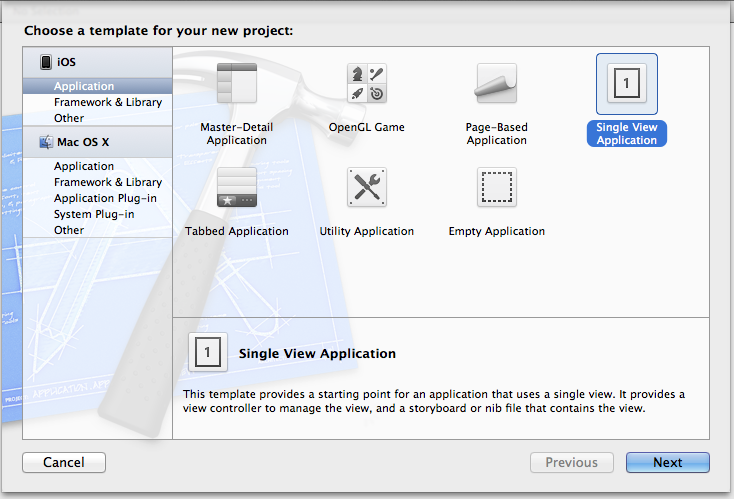 Choose a template for your new project:
iOS
Application
Framework & Library
Other
Mac OS X
Application
Framework & Library
Application Plug-in
System Plug-in
Other
Master-Detail
Application
OpenGL Game
Page-Based
Application
1
Single View
Application
Tabbed Application
Utility Application
Empty Application
1
Single View Application
This template provides a starting point for an application that uses a single view. It provides a
view controller to manage the view, and a storyboard or nib file that contains the view.
Cancel
Previous
Next